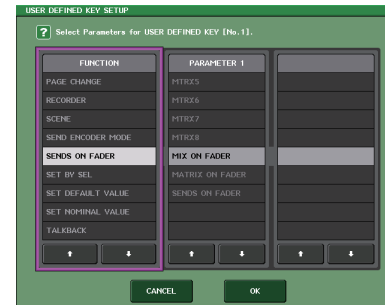 USER DEFINED KEY SETUP
? Select Parameters for USER DEFINED KEY [No.1].
FUNCTION
PAGE CHANGE
RECORDER
SCENE
SEND ENCODER MODE
SENDS ON FADER
SET BY SEL
SET DEFAULT VALUE
SET NOMINAL VALUE
TALKBACK
PARAMETER 1
MTRX5
MTRX6
MTRX7
MTRX8
MIX ON FADER
MATRIX ON FADER
SENDS ON FADER
CANCEL
OK